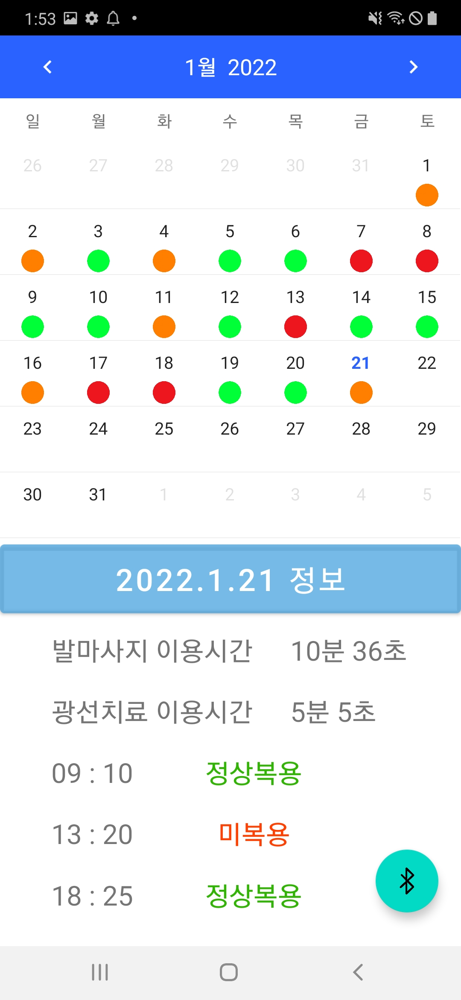 1:53
1월 2022
일 월 화 수 목 금 토
26 27 28 29 30 31 1
2 3 4 5 6 7 8
9 10 11 12 13 14 15
16 17 18 19 20 21 22
23 24 25 26 27 28 29
30 31 1 2 3 4 5
2022.1.21 정보
발마사지 이용시간 10분 36초
광선치료 이용시간 5분 5초
09 : 10 정상복용
13 : 20 미복용
18 : 25 정상복용